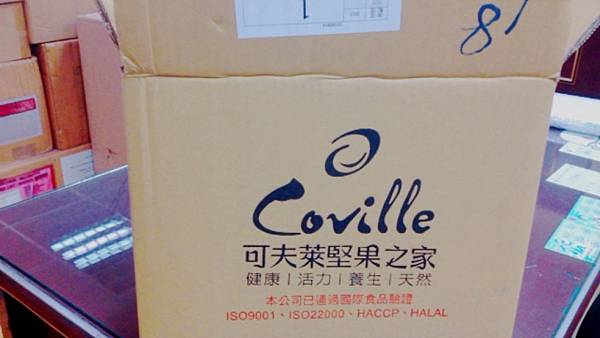 81
Coville
可夫萊堅果之家
健康|活力|養生|天然
本公司已通過國際食品驗證
ISO9001、ISO22000、HACCP、HALAL